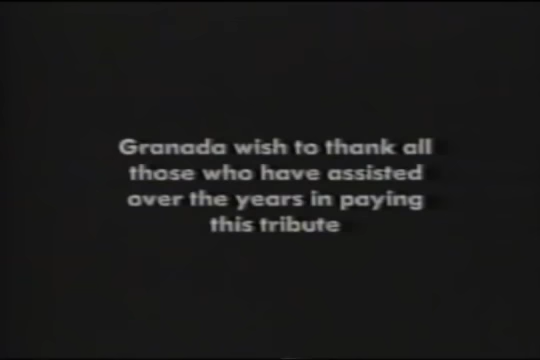 Granada wish to thank all
those who have assisted
over the years in paying
this tribute